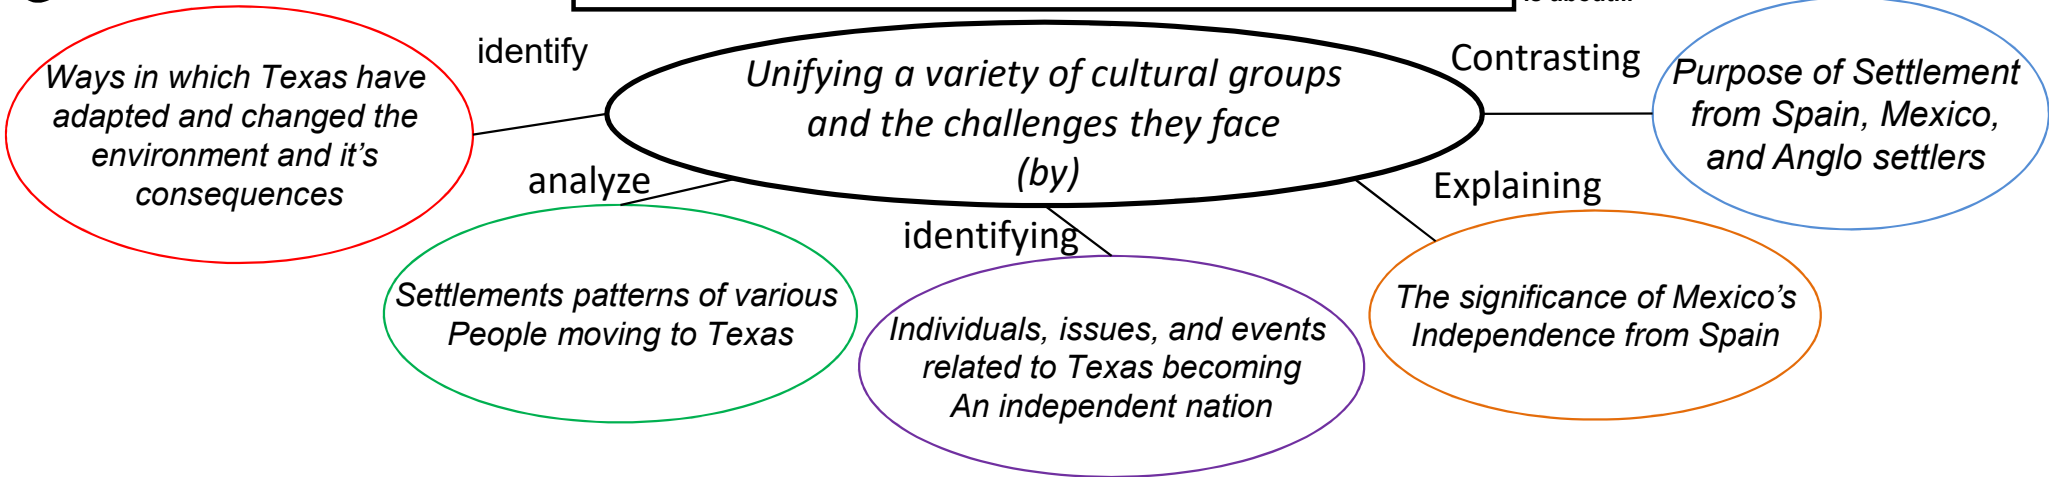 is about...
identify
Ways in which Texas have
adapted and changed the
environment and it's
consequences
Unifying a variety of cultural groups
and the challenges they face
(by)
Contrasting
Purpose of Settlement
from Spain, Mexico,
and Anglo settlers
analyze
Settlements patterns of various
People moving to Texas
identifying
Individuals, issues, and events
related to Texas becoming
An independent nation
Explaining
The significance of Mexico's
Independence from Spain